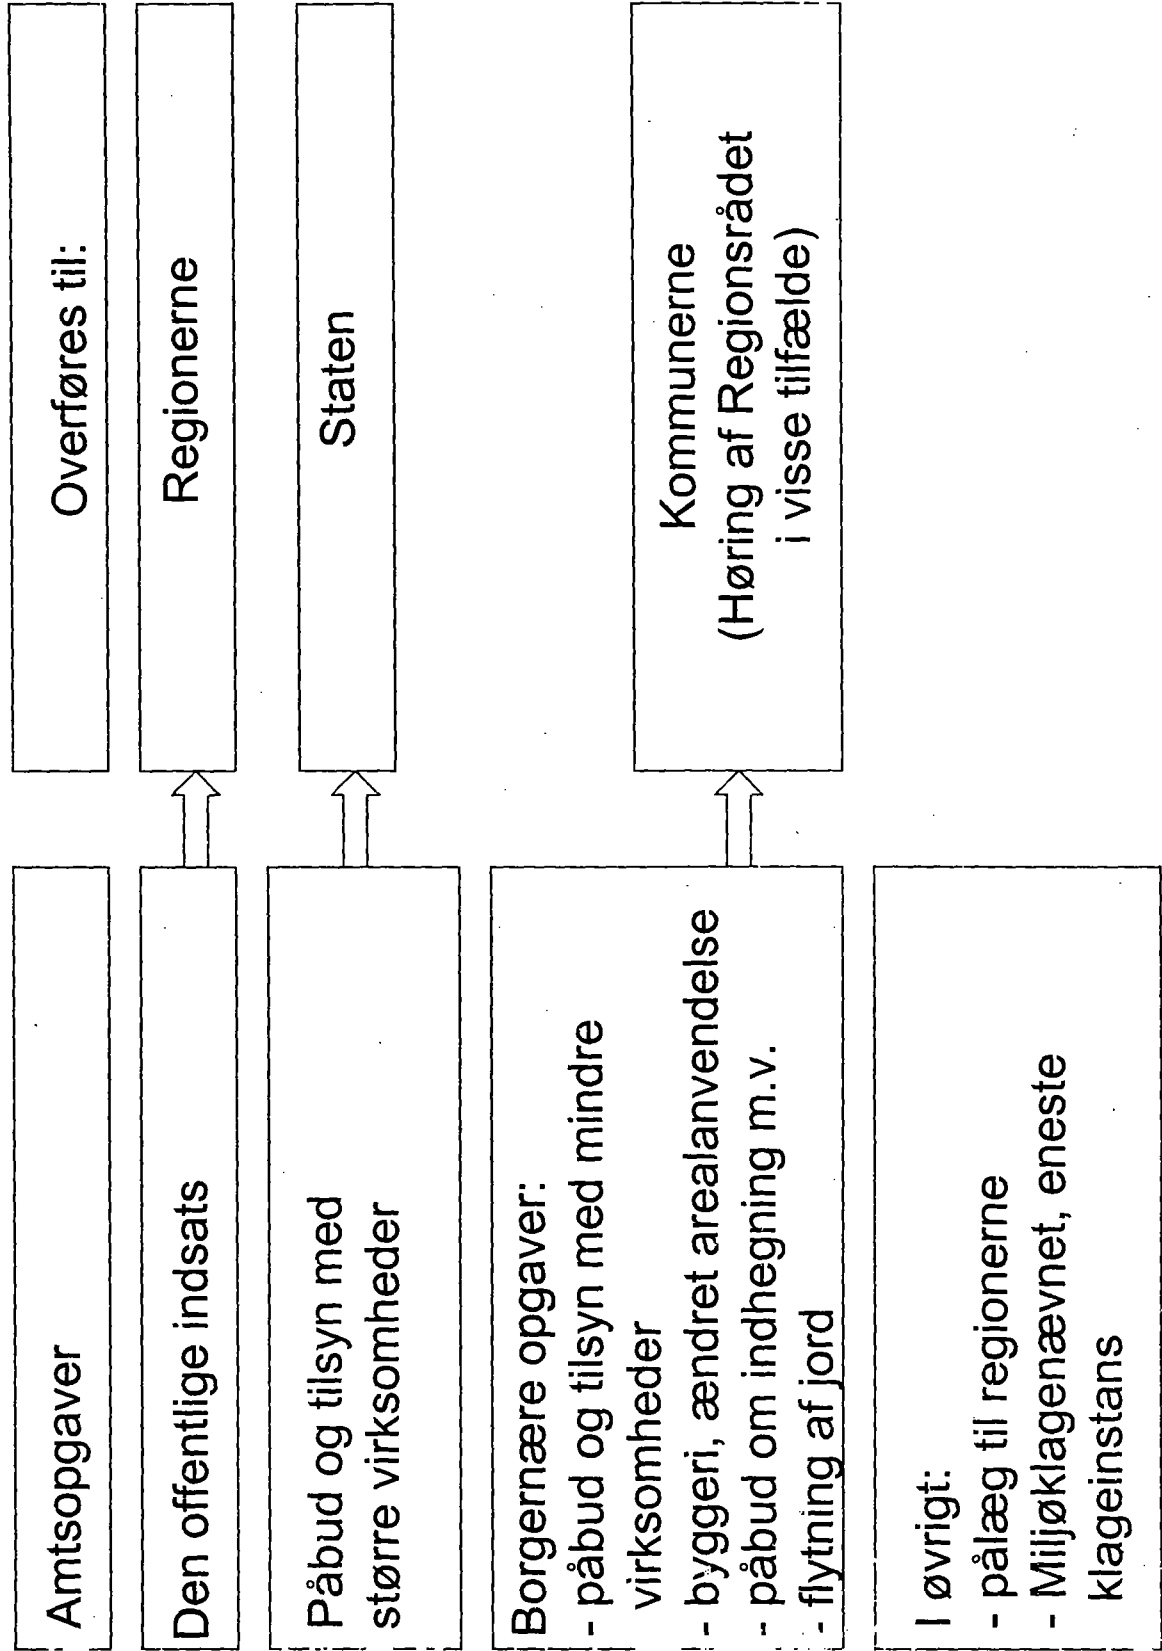 Amtsopgaver
Overføres til:
Den offentlige indsats
Regionerne
Påbud og tilsyn med
større virksomheder
Staten
Borgernære opgaver:
- påbud og tilsyn med mindre
virksomheder
- byggeri, ændret arealanvendelse
- påbud om indhegning m.v.
- flytning af jord
Kommunerne
(Høring af Regionsrådet
i visse tilfælde)
I øvrigt:
- pålæg til regionerne
- Miljøklagenævnet, eneste
klageinstans